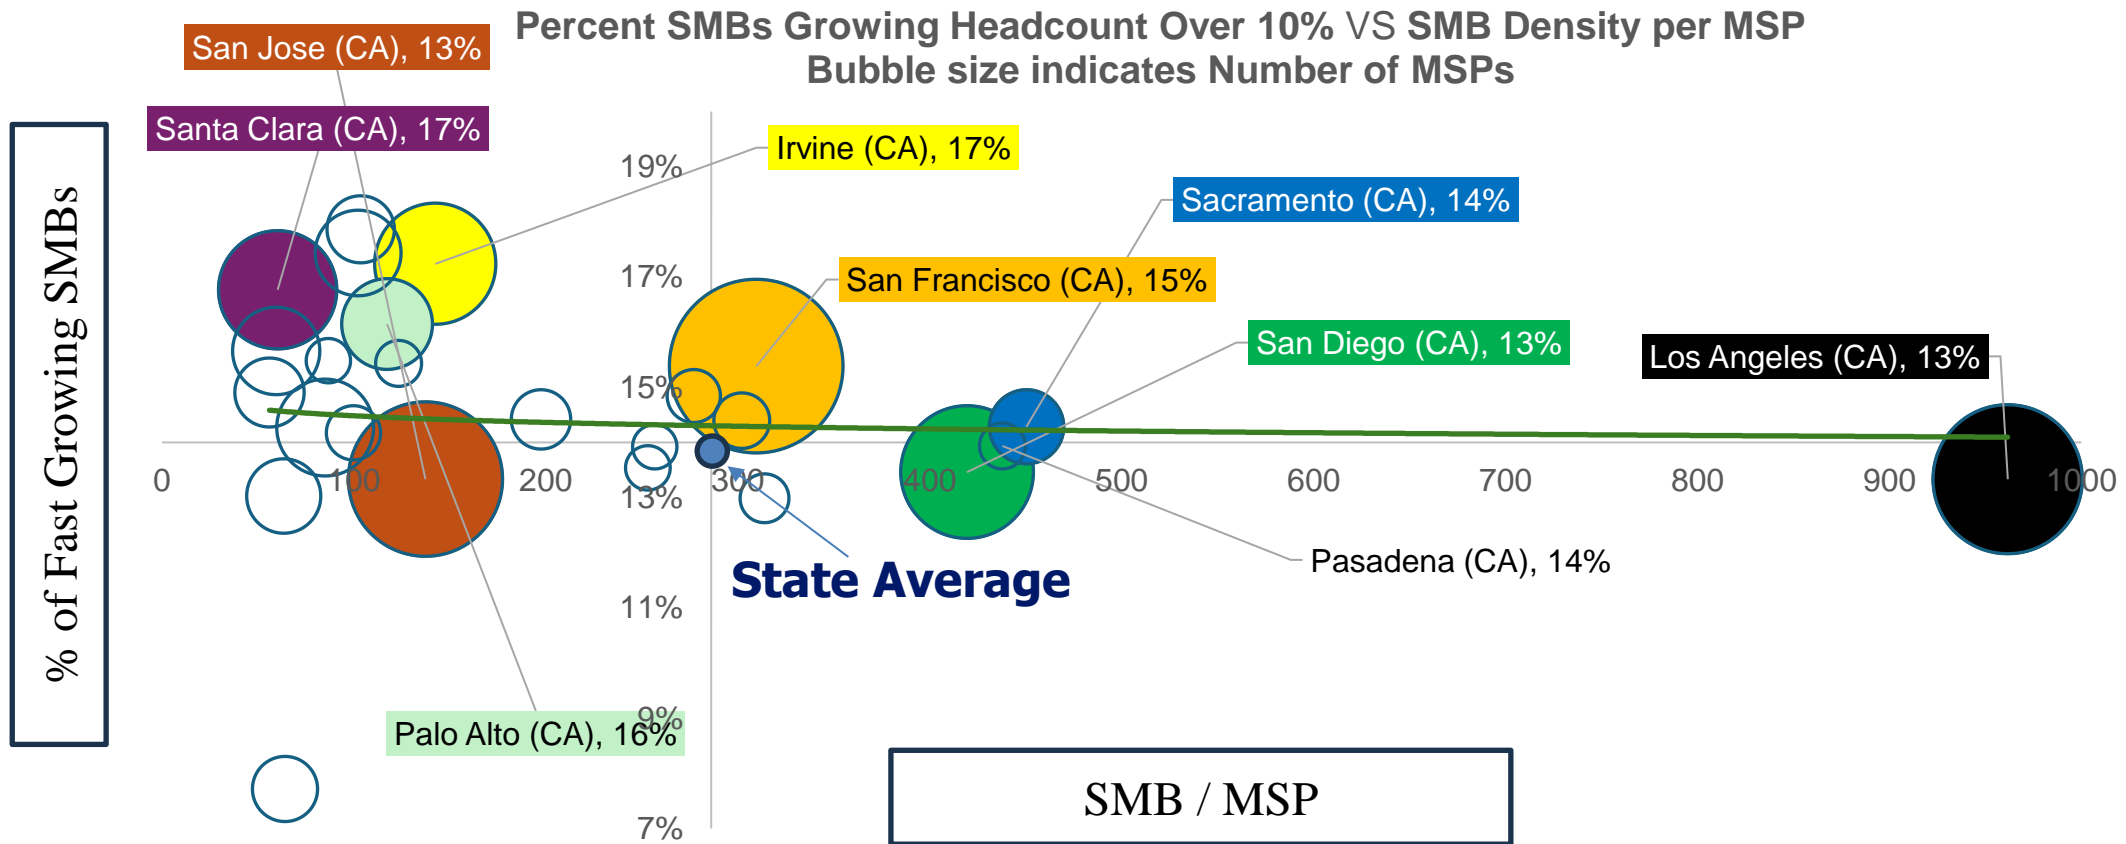 Percent SMBs Growing Headcount Over 10% VS SMB Density per MSP
Bubble size indicates Number of MSPs
San Jose (CA), 13%
Santa Clara (CA), 17%
Irvine (CA), 17%
Sacramento (CA), 14%
San Francisco (CA), 15%
San Diego (CA), 13%
Los Angeles (CA), 13%
Pasadena (CA), 14%
Palo Alto (CA), 16%
State Average
% of Fast Growing SMBs
SMB / MSP
19%
17%
15%
13%
11%
9%
7%
0
100
200
300
400
500
600
700
800
900
1000